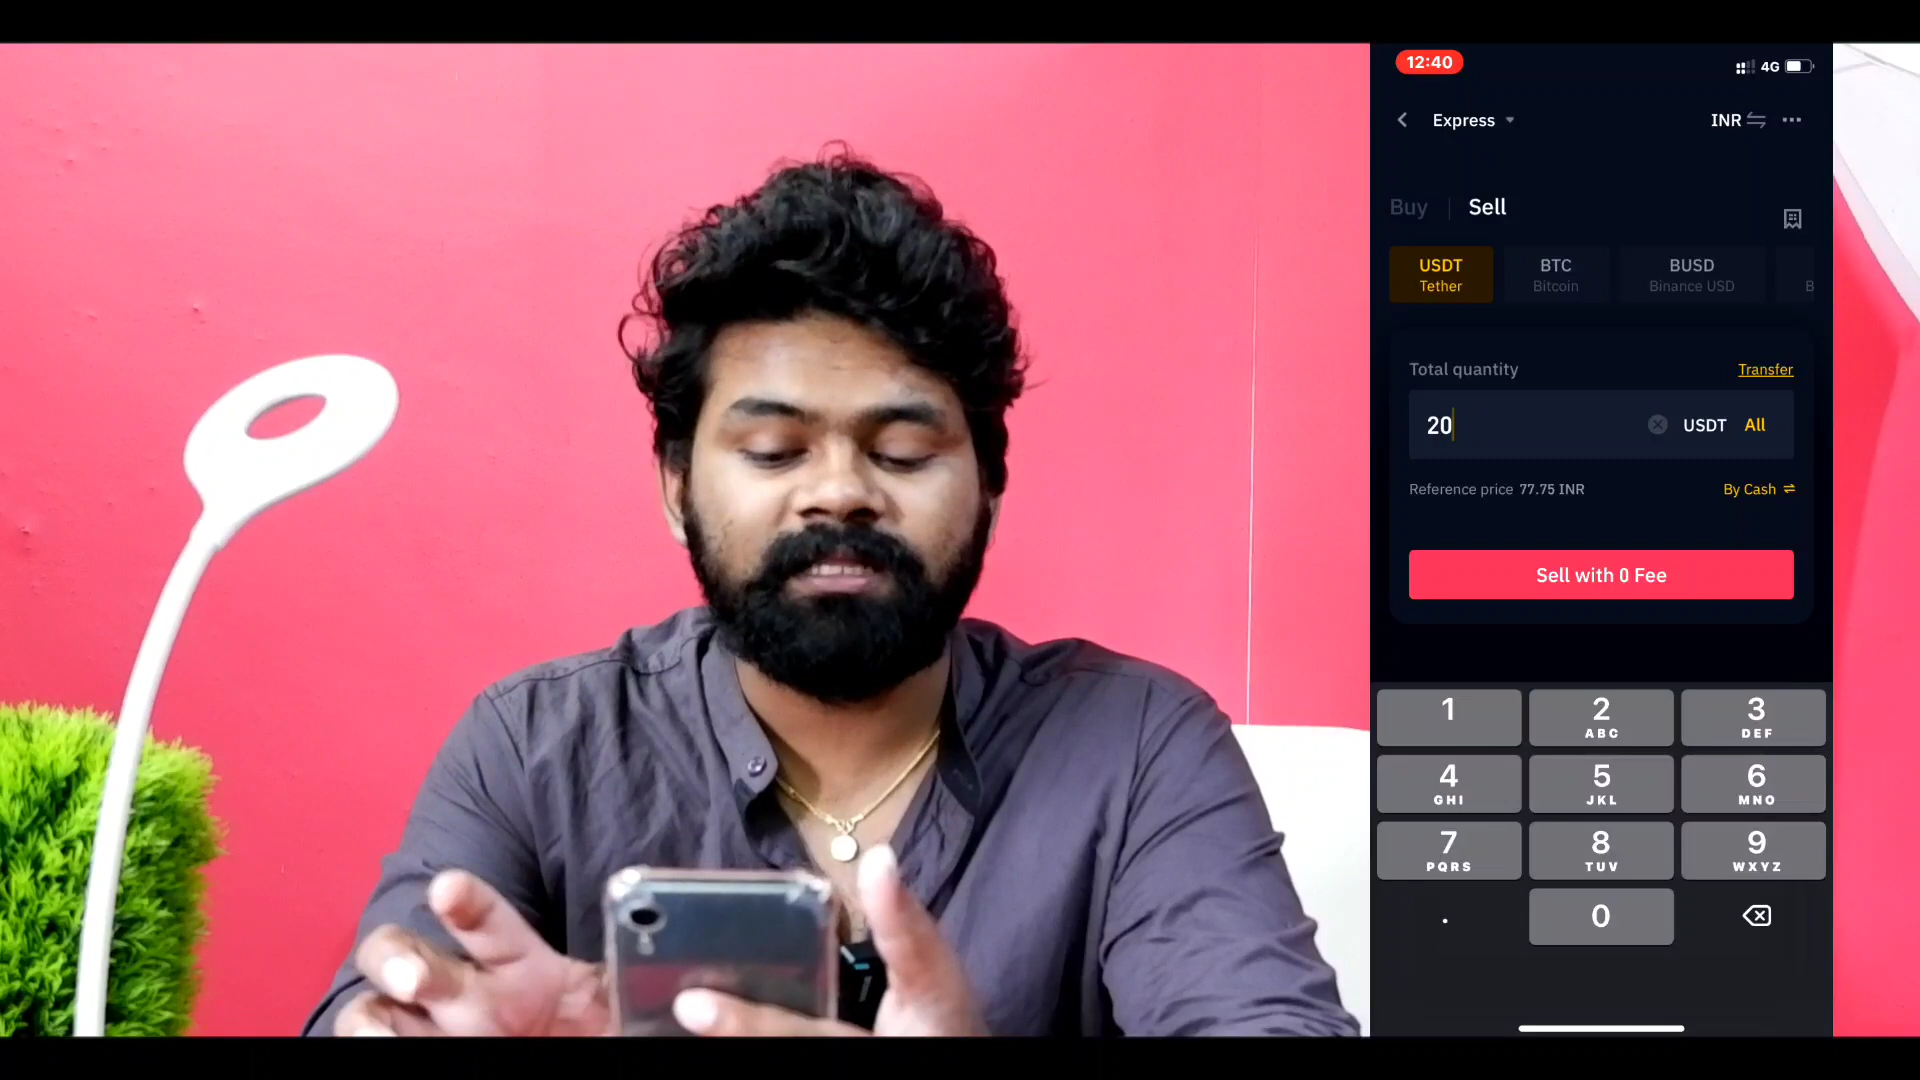 12:40
4G
Express
INR
Buy | Sell
USDT
Tether
BTC
Bitcoin
BUSD
Binance USD
B
Total quantity
Transfer
20
USDT
All
Reference price 77.75 INR
By Cash
Sell with 0 Fee
1
2
ABC
3
DEF
4
GHI
5
JKL
6
MNO
7
PQRS
8
TUV
9
WXYZ
.
0